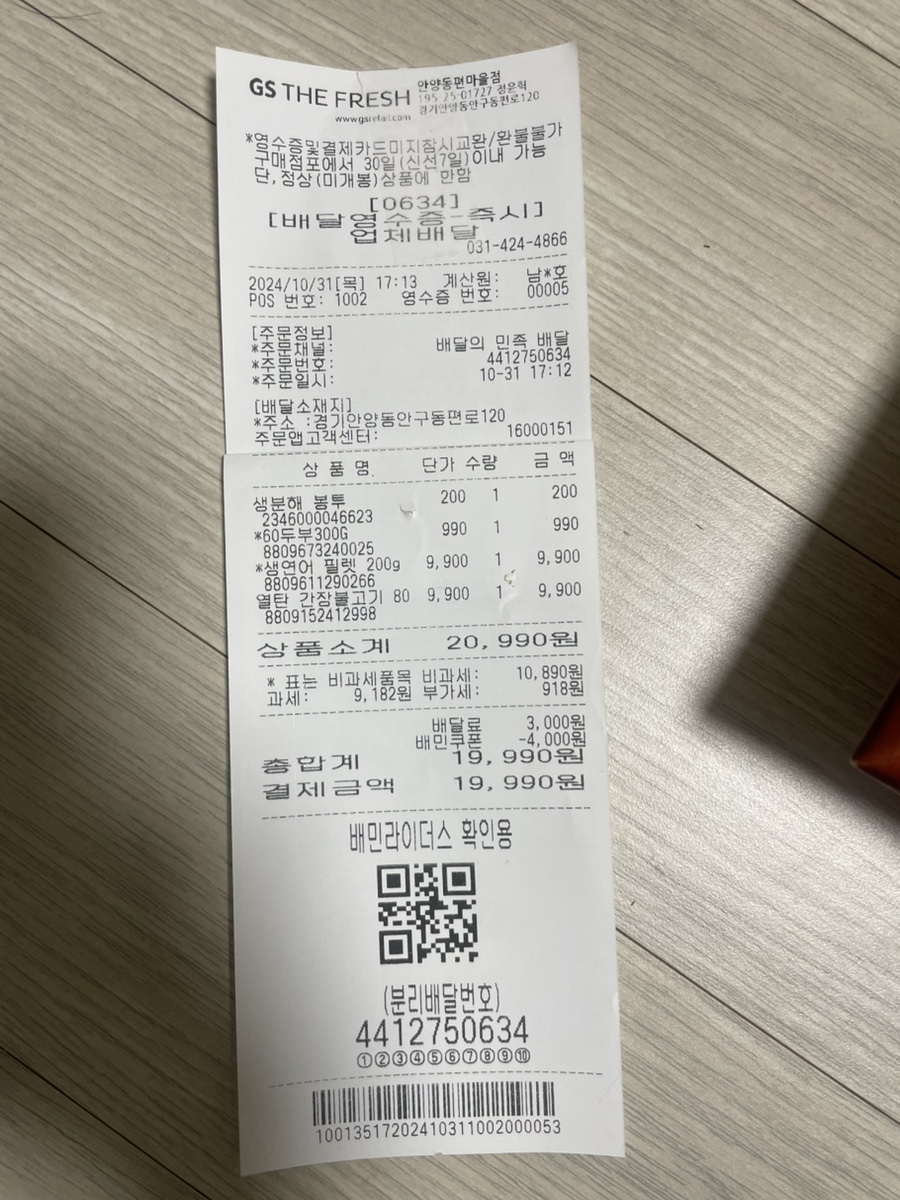 GS THE FRESH
안양동편마을점
195 25-01727 정운혁
경기안양동안구동편로120
www.gsretail.com
*영수증및결제카드미지참시교환/환불불가
구매점포에서 30일(신선7일)이내 가능
단,정상(미개봉)상품에 한함
[0634]
[배달영수증-즉시]
업체배달
031-424-4866
2024/10/31[목] 17:13 계산원: 남*호
POS 번호: 1002 영수증 번호: 00005
[주문정보]
*주문채널: 배달의 민족 배달
*주문번호: 4412750634
*주문일시: 10-31 17:12
[배달소재지]
*주소 :경기안양동안구동편로120
주문앱고객센터: 16000151
상 품 명 단가 수량 금 액
생분해 봉투 200 1 200
2346000046623
*60두부300G 990 1 990
8809673240025
*생연어 필렛 200g 9,900 1 9,900
8809611290266
열탄 간장불고기 80 9,900 1 9,900
8809152412998
상품소계 20,990원
* 표는 비과세품목 비과세: 10,890원
과세: 9,182원 부가세: 918원
배달료 3,000원
배민쿠폰 -4,000원
총합계 19,990원
결제금액 19,990원
배민라이더스 확인용
(분리배달번호)
4412750634
①②③④⑤⑥⑦⑧⑨⑩
10013517202410311002000053